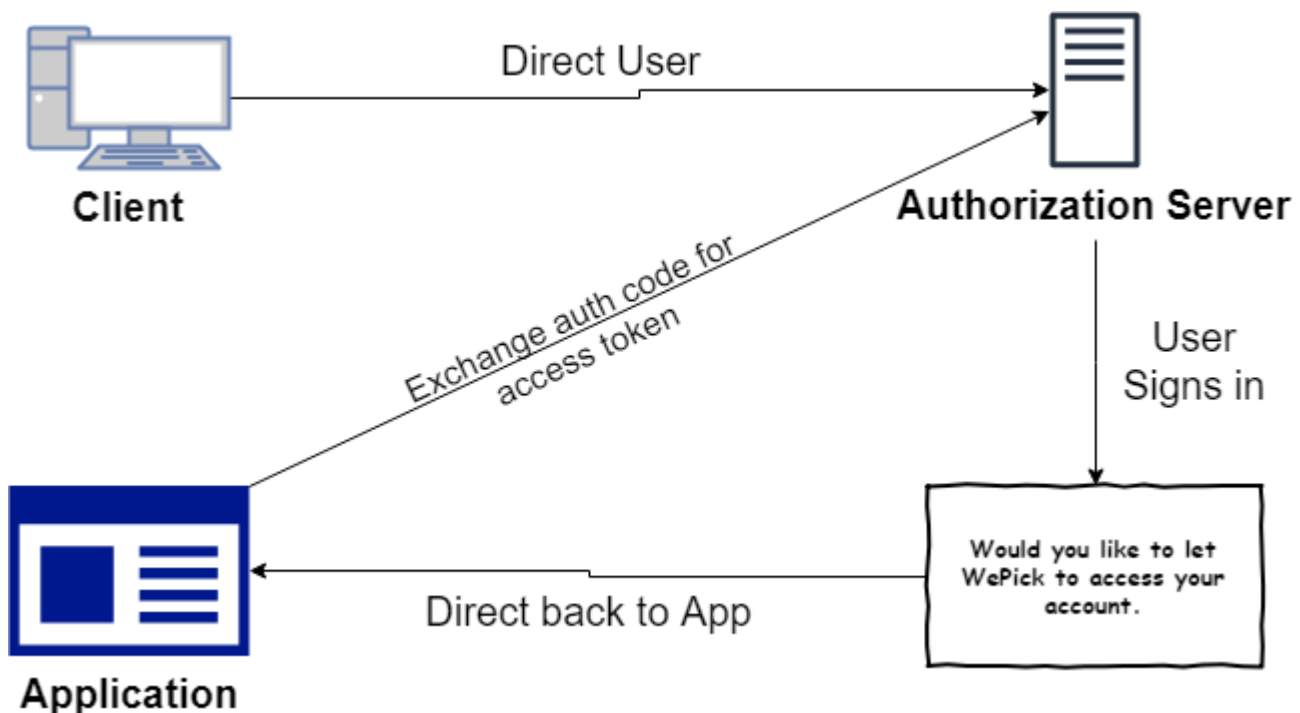 Direct User
Client
Authorization Server
Exchange auth code for
access token
User
Signs in
Would you like to let
WePick to access your
account.
Direct back to App
Application